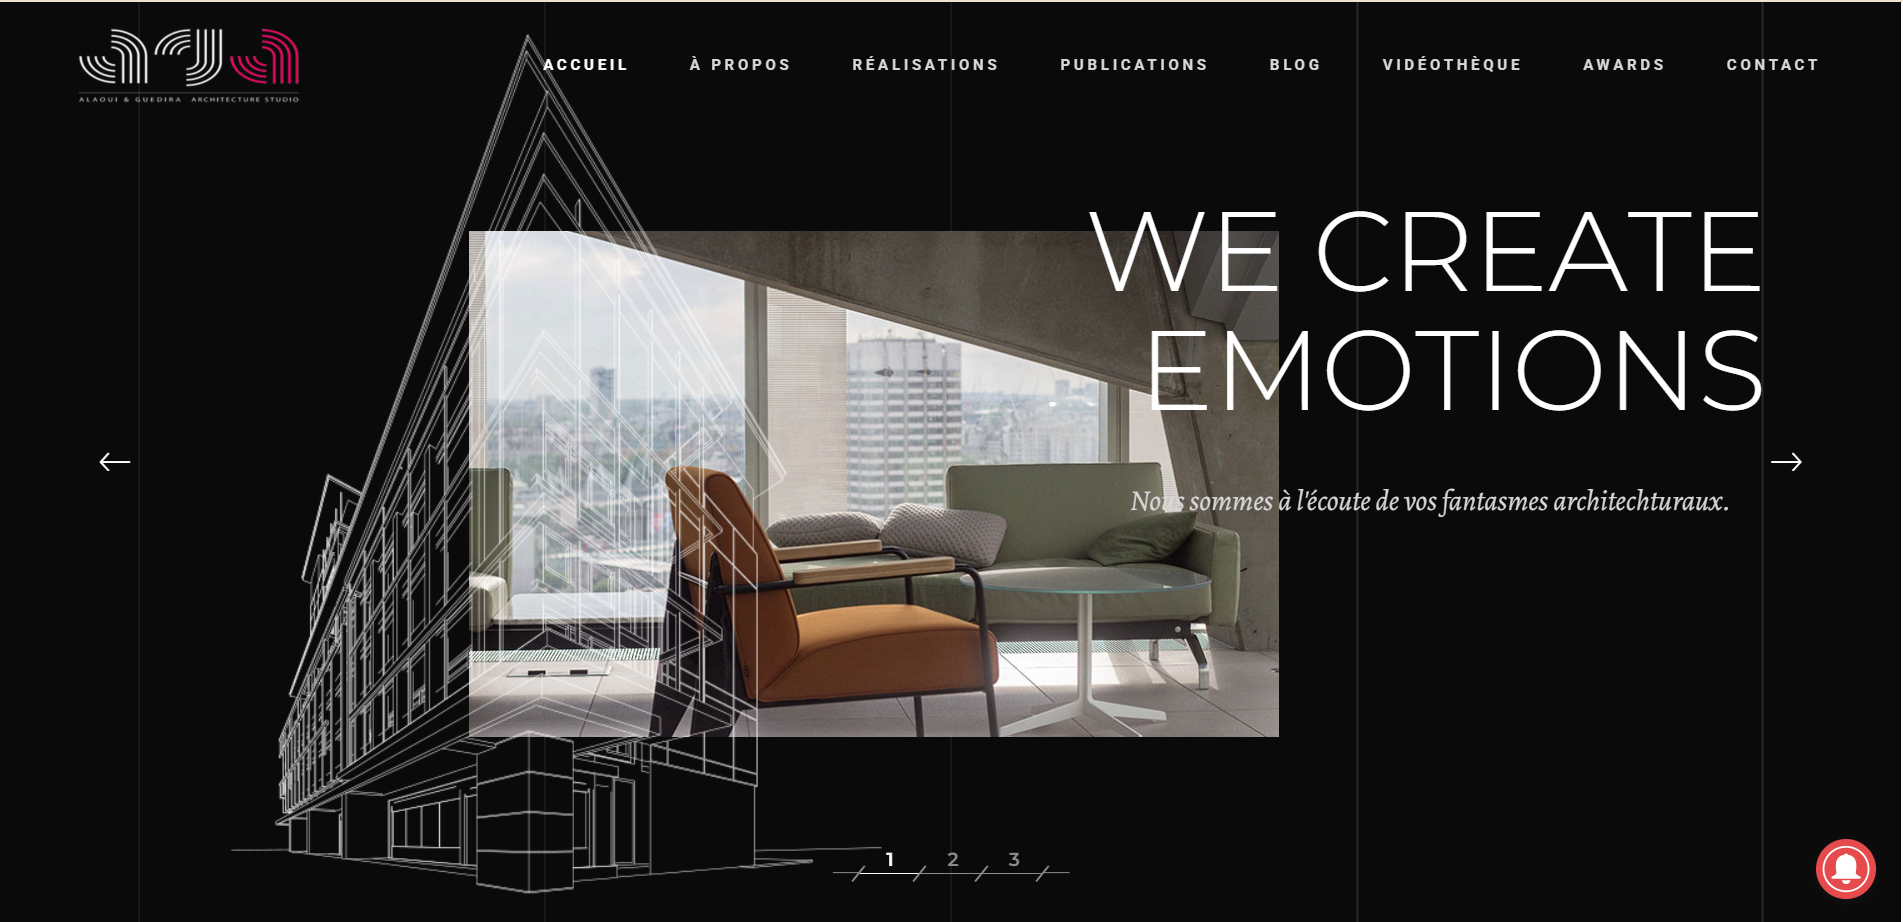 ALAOUI & GUEDIRA ARCHITECTURE STUDIO
ACCUEIL À PROPOS RÉALISATIONS PUBLICATIONS BLOG VIDÉOTHÈQUE AWARDS CONTACT
WE CREATE
EMOTIONS
Nous sommes à l'écoute de vos fantasmes architechturaux.
1 2 3